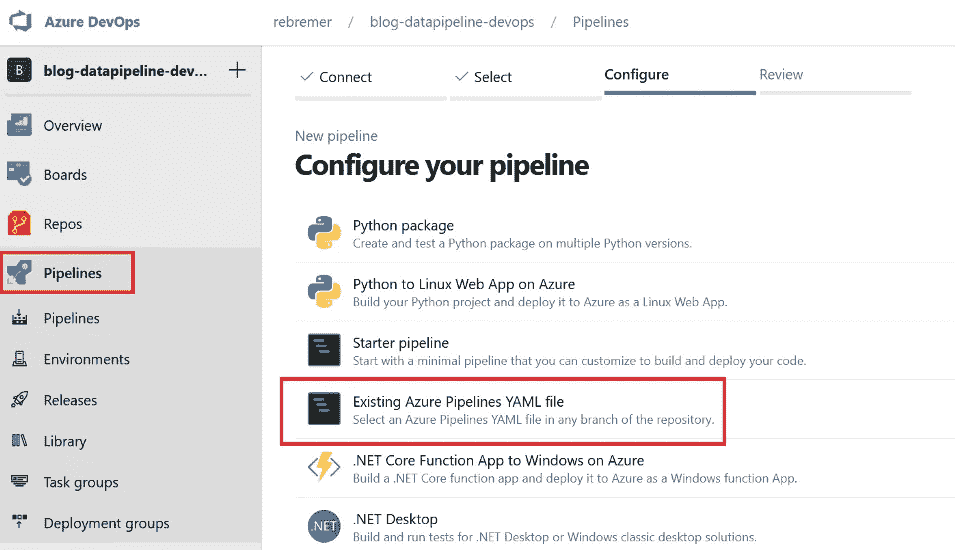 Azure DevOps
rebremer / blog-datapipeline-devops / Pipelines
B blog-datapipeline-dev... +
Overview
Boards
Repos
Pipelines
Pipelines
Environments
Releases
Library
Task groups
Deployment groups
Connect Select Configure Review
New pipeline
Configure your pipeline
Python package
Create and test a Python package on multiple Python versions.
Python to Linux Web App on Azure
Build your Python project and deploy it to Azure as a Linux Web App.
Starter pipeline
Start with a minimal pipeline that you can customize to build and deploy your code.
Existing Azure Pipelines YAML file
Select an Azure Pipelines YAML file in any branch of the repository.
.NET Core Function App to Windows on Azure
Build a .NET Core function app and deploy it to Azure as a Windows function App.
.NET
.NET Desktop
Build and run tests for .NET Desktop or Windows classic desktop solutions.